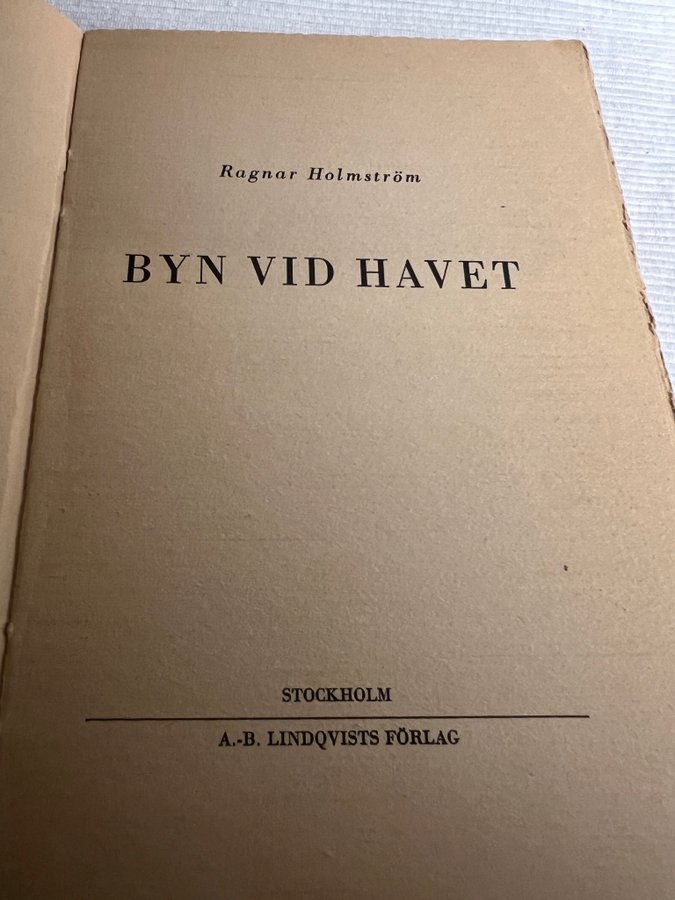 Ragnar Holmström
BYN VID HAVET
STOCKHOLM
A.-B. LINDQVISTS FÖRLAG